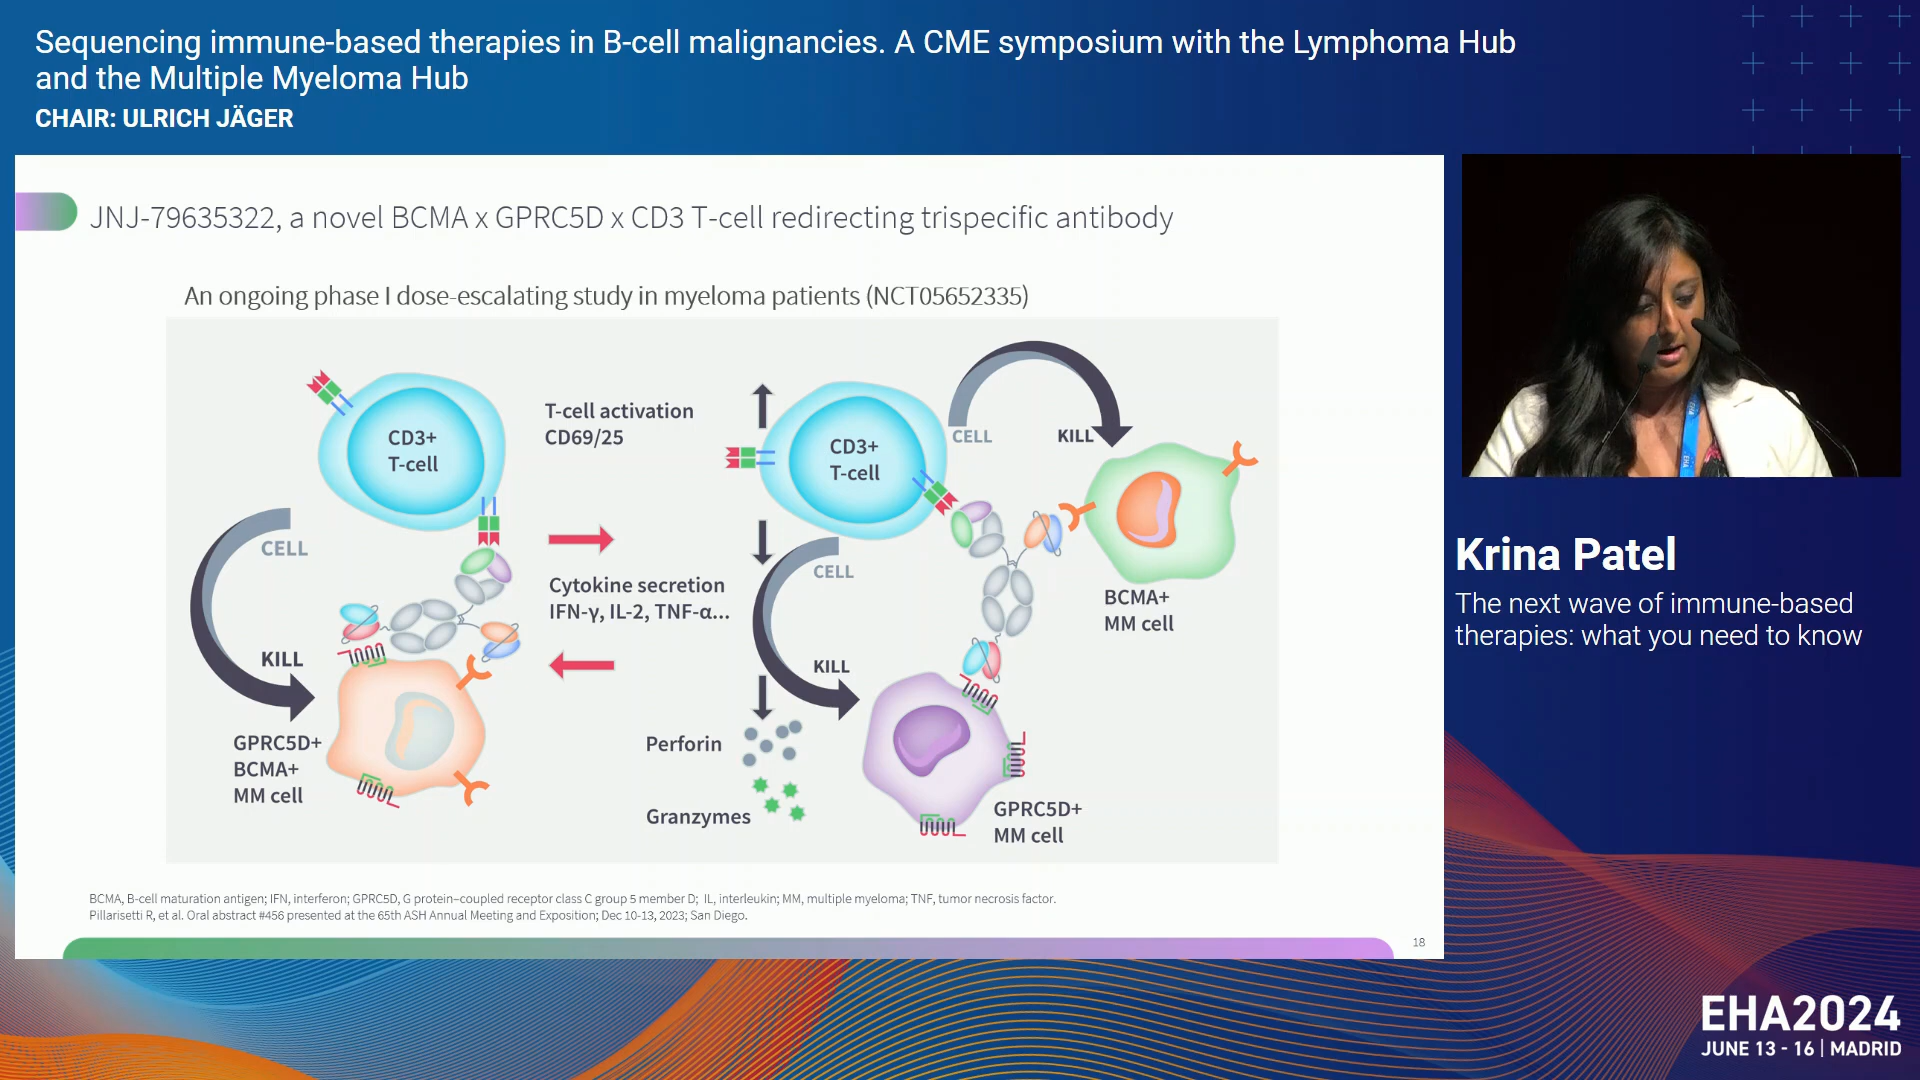 Sequencing immune-based therapies in B-cell malignancies. A CME symposium with the Lymphoma Hub
and the Multiple Myeloma Hub
CHAIR: ULRICH JÄGER
JNJ-79635322, a novel BCMA x GPRC5D x CD3 T-cell redirecting trispecific antibody
An ongoing phase I dose-escalating study in myeloma patients (NCT05652335)
CD3+
T-cell
CELL
KILL
GPRC5D+
BCMA+
MM cell
T-cell activation
CD69/25
Cytokine secretion
IFN-γ, IL-2, TNF-α...
Perforin
Granzymes
CD3+
T-cell
CELL
KILL
CELL
KILL
BCMA+
MM cell
GPRC5D+
MM cell
BCMA, B-cell maturation antigen; IFN, interferon; GPRC5D, G protein–coupled receptor class C group 5 member D; IL, interleukin; MM, multiple myeloma; TNF, tumor necrosis factor.
Pillarisetti R, et al. Oral abstract #456 presented at the 65th ASH Annual Meeting and Exposition; Dec 10-13, 2023; San Diego.
18
Krina Patel
The next wave of immune-based
therapies: what you need to know
EHA2024
JUNE 13 - 16 | MADRID